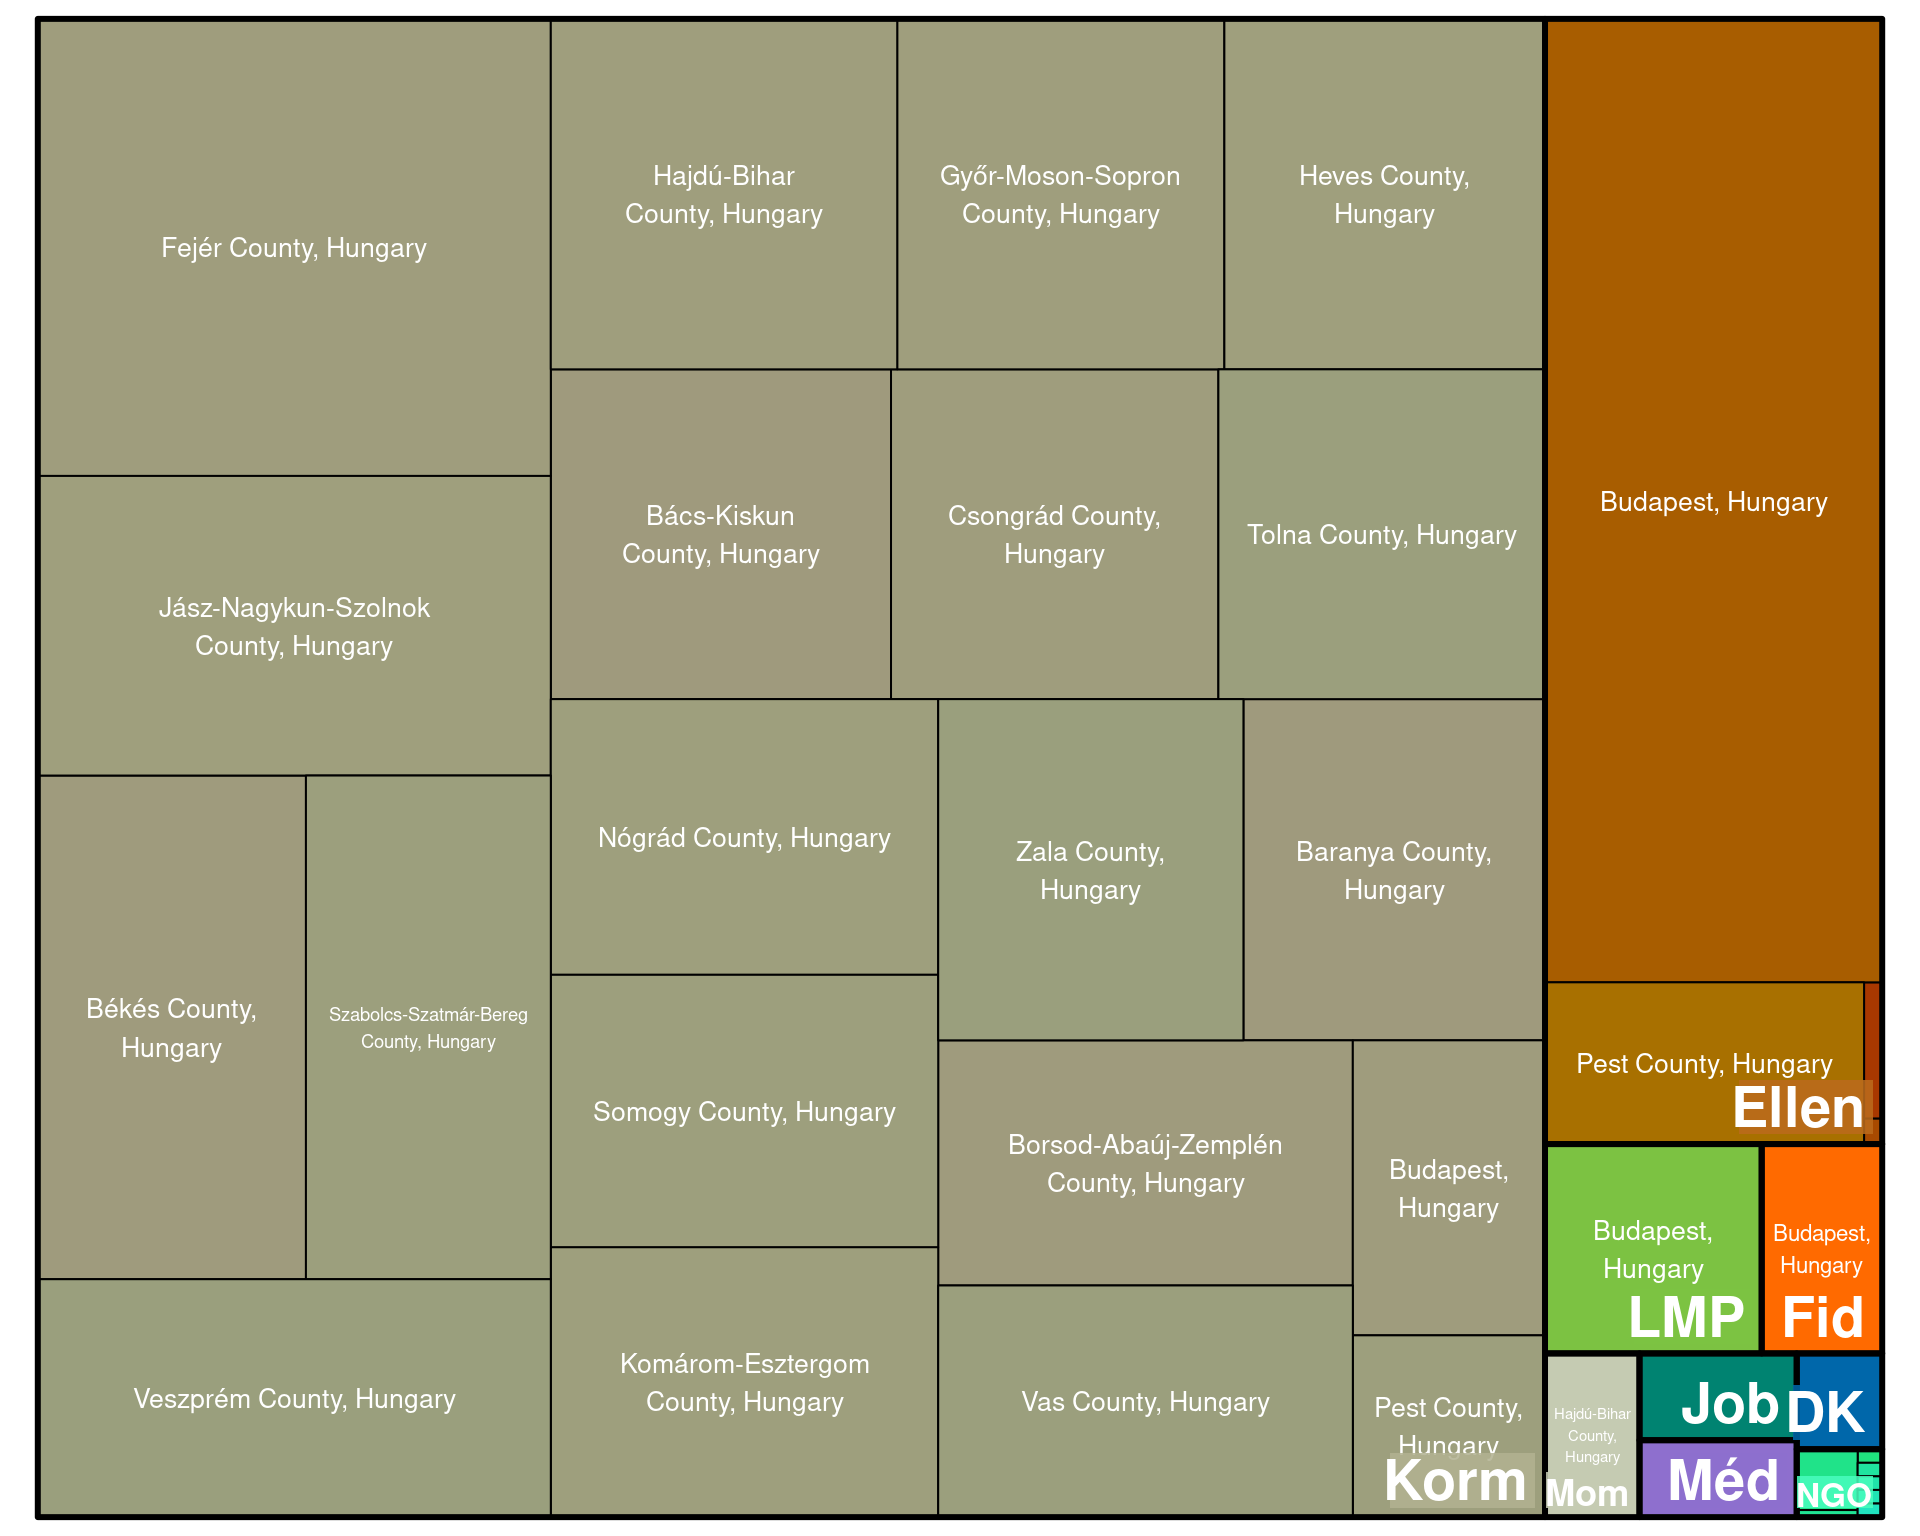 Fejér County, Hungary
Hajdú-Bihar
County, Hungary
Győr-Moson-Sopron
County, Hungary
Heves County,
Hungary
Budapest, Hungary
Jász-Nagykun-Szolnok
County, Hungary
Bács-Kiskun
County, Hungary
Csongrád County,
Hungary
Tolna County, Hungary
Békés County,
Hungary
Szabolcs-Szatmár-Bereg
County, Hungary
Nógrád County, Hungary
Zala County,
Hungary
Baranya County,
Hungary
Somogy County, Hungary
Borsod-Abaúj-Zemplén
County, Hungary
Budapest,
Hungary
Veszprém County, Hungary
Komárom-Esztergom
County, Hungary
Vas County, Hungary
Pest County,
Hungary
Korm
Pest County, Hungary
Ellen
Budapest,
Hungary
LMP
Budapest,
Hungary
Fid
Hajdú-Bihar
County,
Hungary
Mom
Job
DK
Méd
NGO